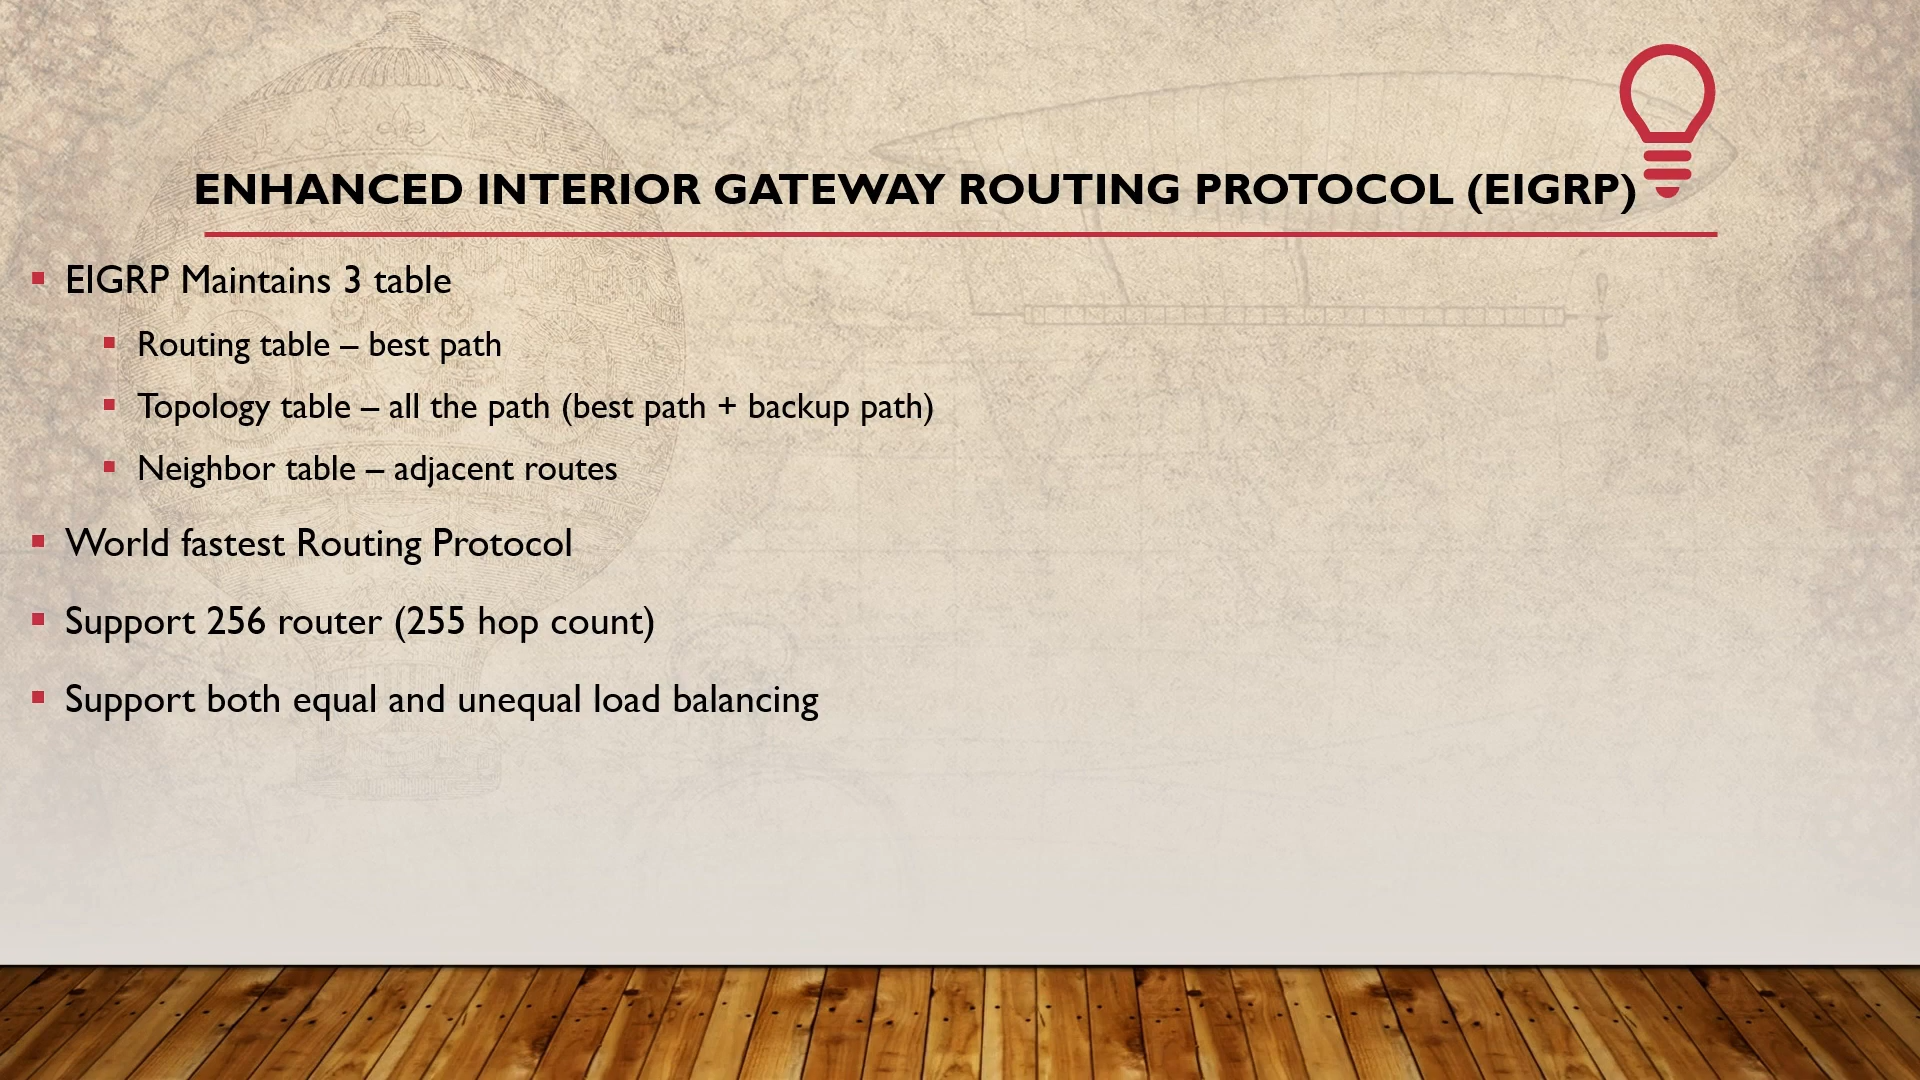 ENHANCED INTERIOR GATEWAY ROUTING PROTOCOL (EIGRP)
EIGRP Maintains 3 table
Routing table – best path
Topology table – all the path (best path + backup path)
Neighbor table – adjacent routes
World fastest Routing Protocol
Support 256 router (255 hop count)
Support both equal and unequal load balancing